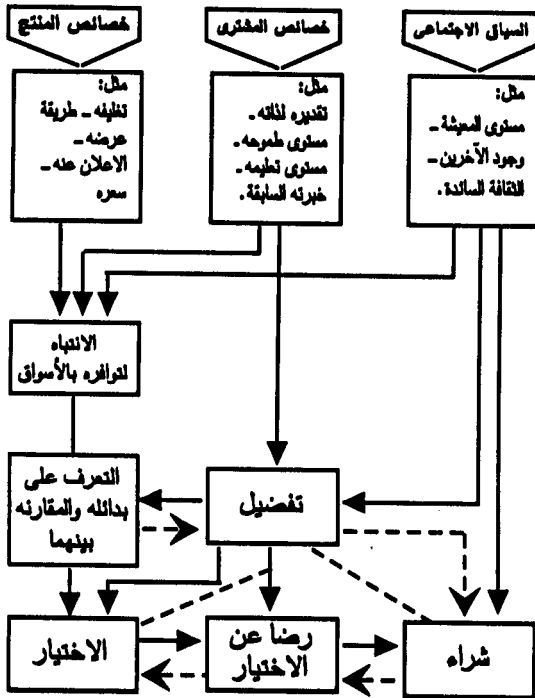 السياق الاجتماعى
خصائص المشترى
خصائص المنتج
مثل:
مستوى المعيشة -
وجود الآخرين -
الثقافة السائدة.
مثل:
تقديره لذاته -
مستوى طموحه -
مستوى تعليمه -
خبرته السابقة.
مثل:
تغليفه - طريقة
عرضه -
الاعلان عنه -
سعره
الانتباه
لتوافره بالأسواق
التعرف على
بدائله والمقارنه
بينهما
تفضيل
شراء
رضا عن
الاختيار
الاختيار